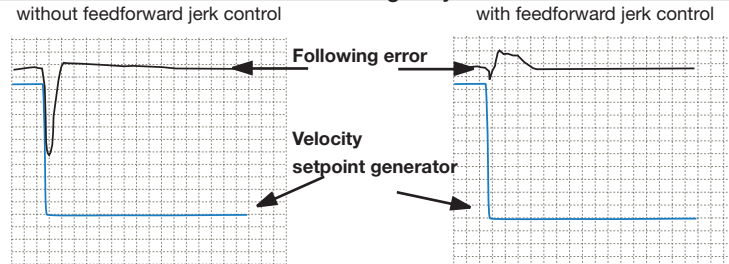 without feedforward jerk control
with feedforward jerk control
Following error
Velocity
setpoint generator